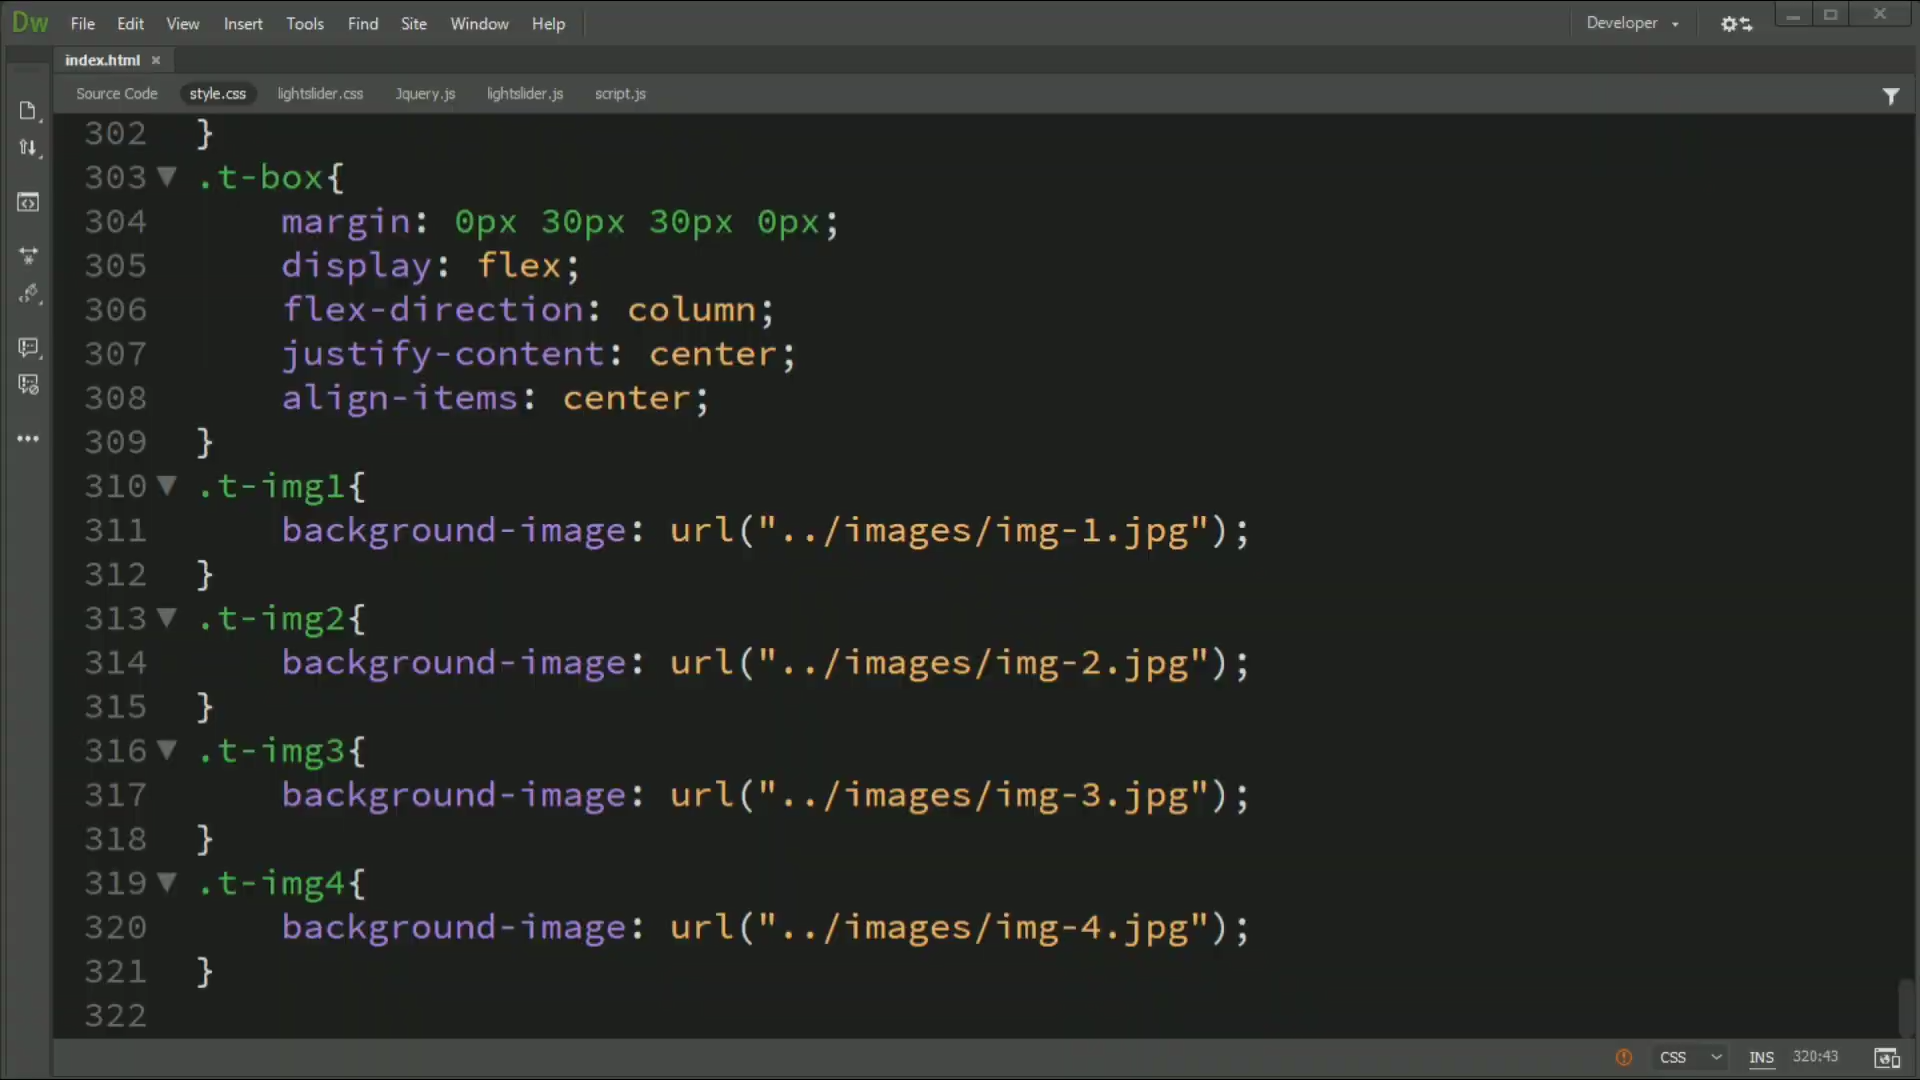 Dw File Edit View Insert Tools Find Site Window Help Developer
index.html ×
Source Code style.css lightslider.css Jquery.js lightslider.js script.js
302 }
303 .t-box{
304 margin: 0px 30px 30px 0px;
305 display: flex;
306 flex-direction: column;
307 justify-content: center;
308 align-items: center;
309 }
310 .t-img1{
311 background-image: url("../images/img-1.jpg");
312 }
313 .t-img2{
314 background-image: url("../images/img-2.jpg");
315 }
316 .t-img3{
317 background-image: url("../images/img-3.jpg");
318 }
319 .t-img4{
320 background-image: url("../images/img-4.jpg");
321 }
322
CSS INS 320:43